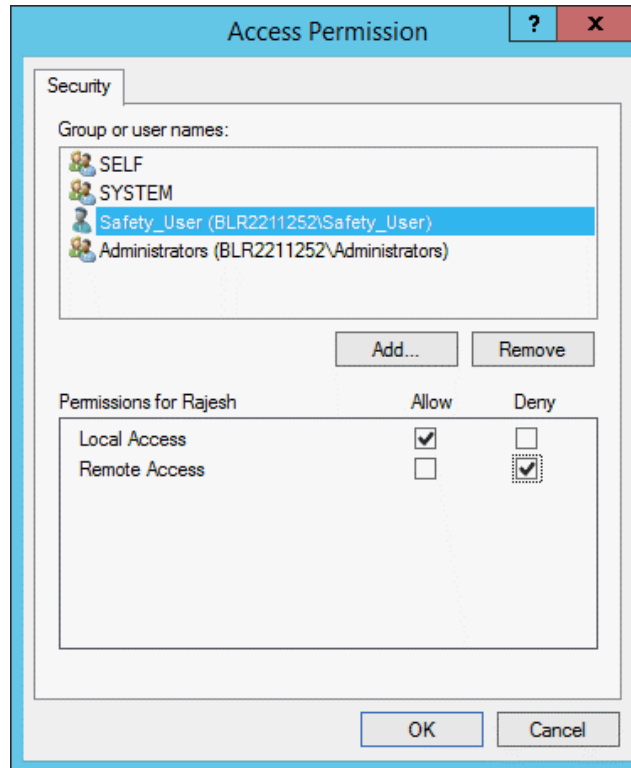 Access Permission
? x
Security
Group or user names:
SELF
SYSTEM
Safety_User (BLR2211252\Safety_User)
Administrators (BLR2211252\Administrators)
Add... Remove
Permissions for Rajesh Allow Deny
Local Access
Remote Access
OK Cancel